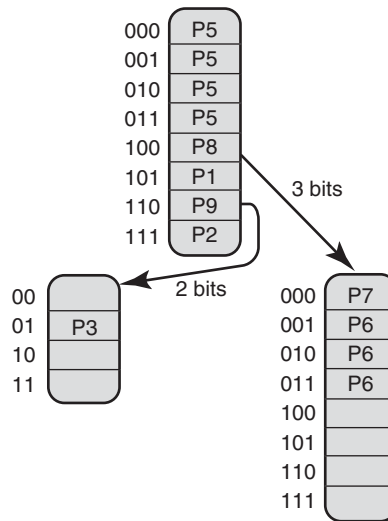 000 P5
001 P5
010 P5
011 P5
100 P8
101 P1
110 P9
111 P2
3 bits
2 bits
00
01 P3
10
11
000 P7
001 P6
010 P6
011 P6
100
101
110
111